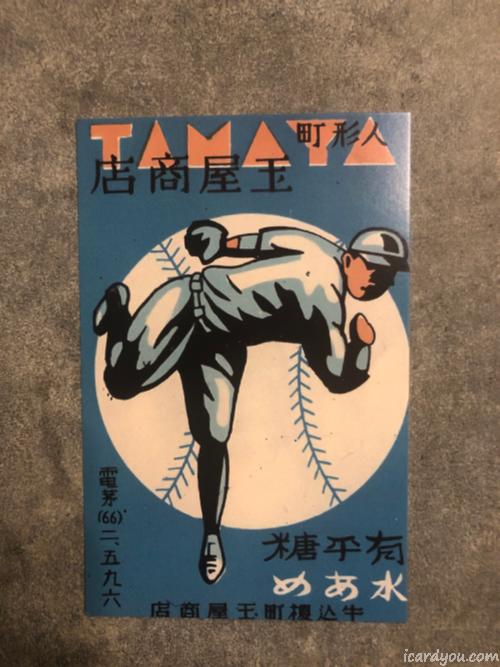 TAMAYA
町形人
店商屋玉
電茅(66)二、五九六
糖平有
めあ水
店商屋玉町榎込牛
icardyou.com